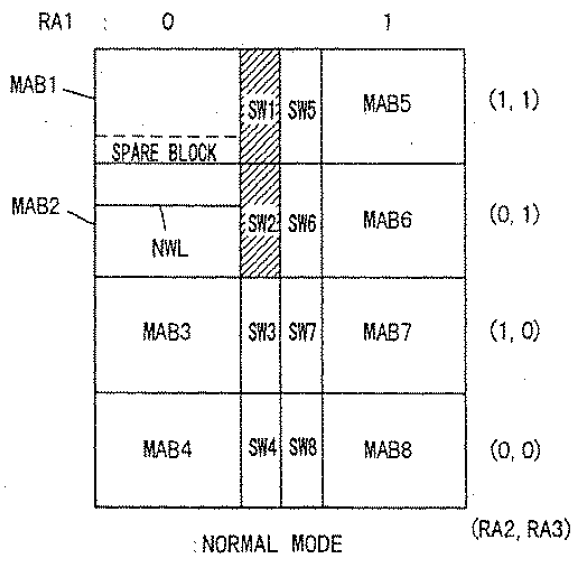 RA1 : 0 1
MAB1
SW1 SW5 MAB5 (1, 1)
SPARE BLOCK
MAB2
SW2 SW6 MAB6 (0, 1)
NWL
MAB3 SW3 SW7 MAB7 (1, 0)
MAB4 SW4 SW8 MAB8 (0, 0)
(RA2, RA3)
:NORMAL MODE